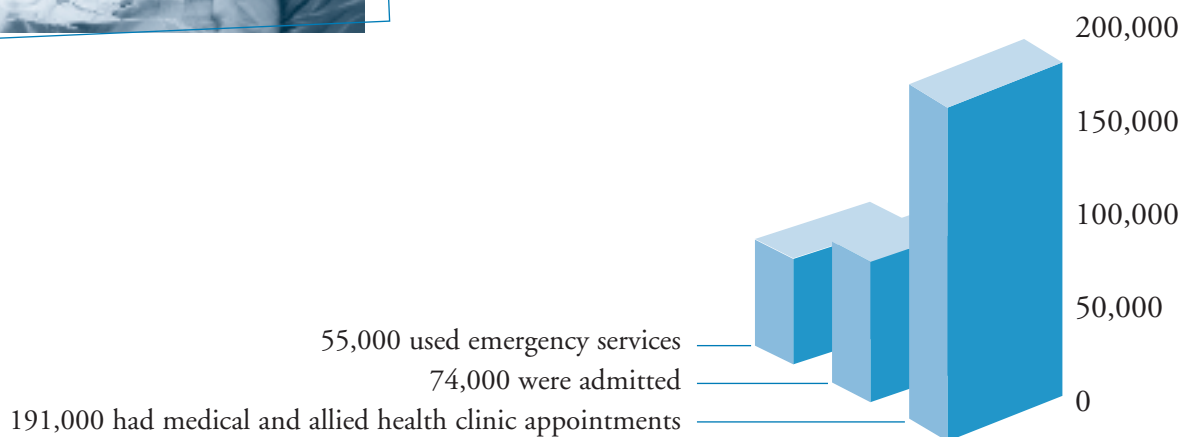 200,000
150,000
100,000
50,000
55,000 used emergency services
74,000 were admitted
0
191,000 had medical and allied health clinic appointments